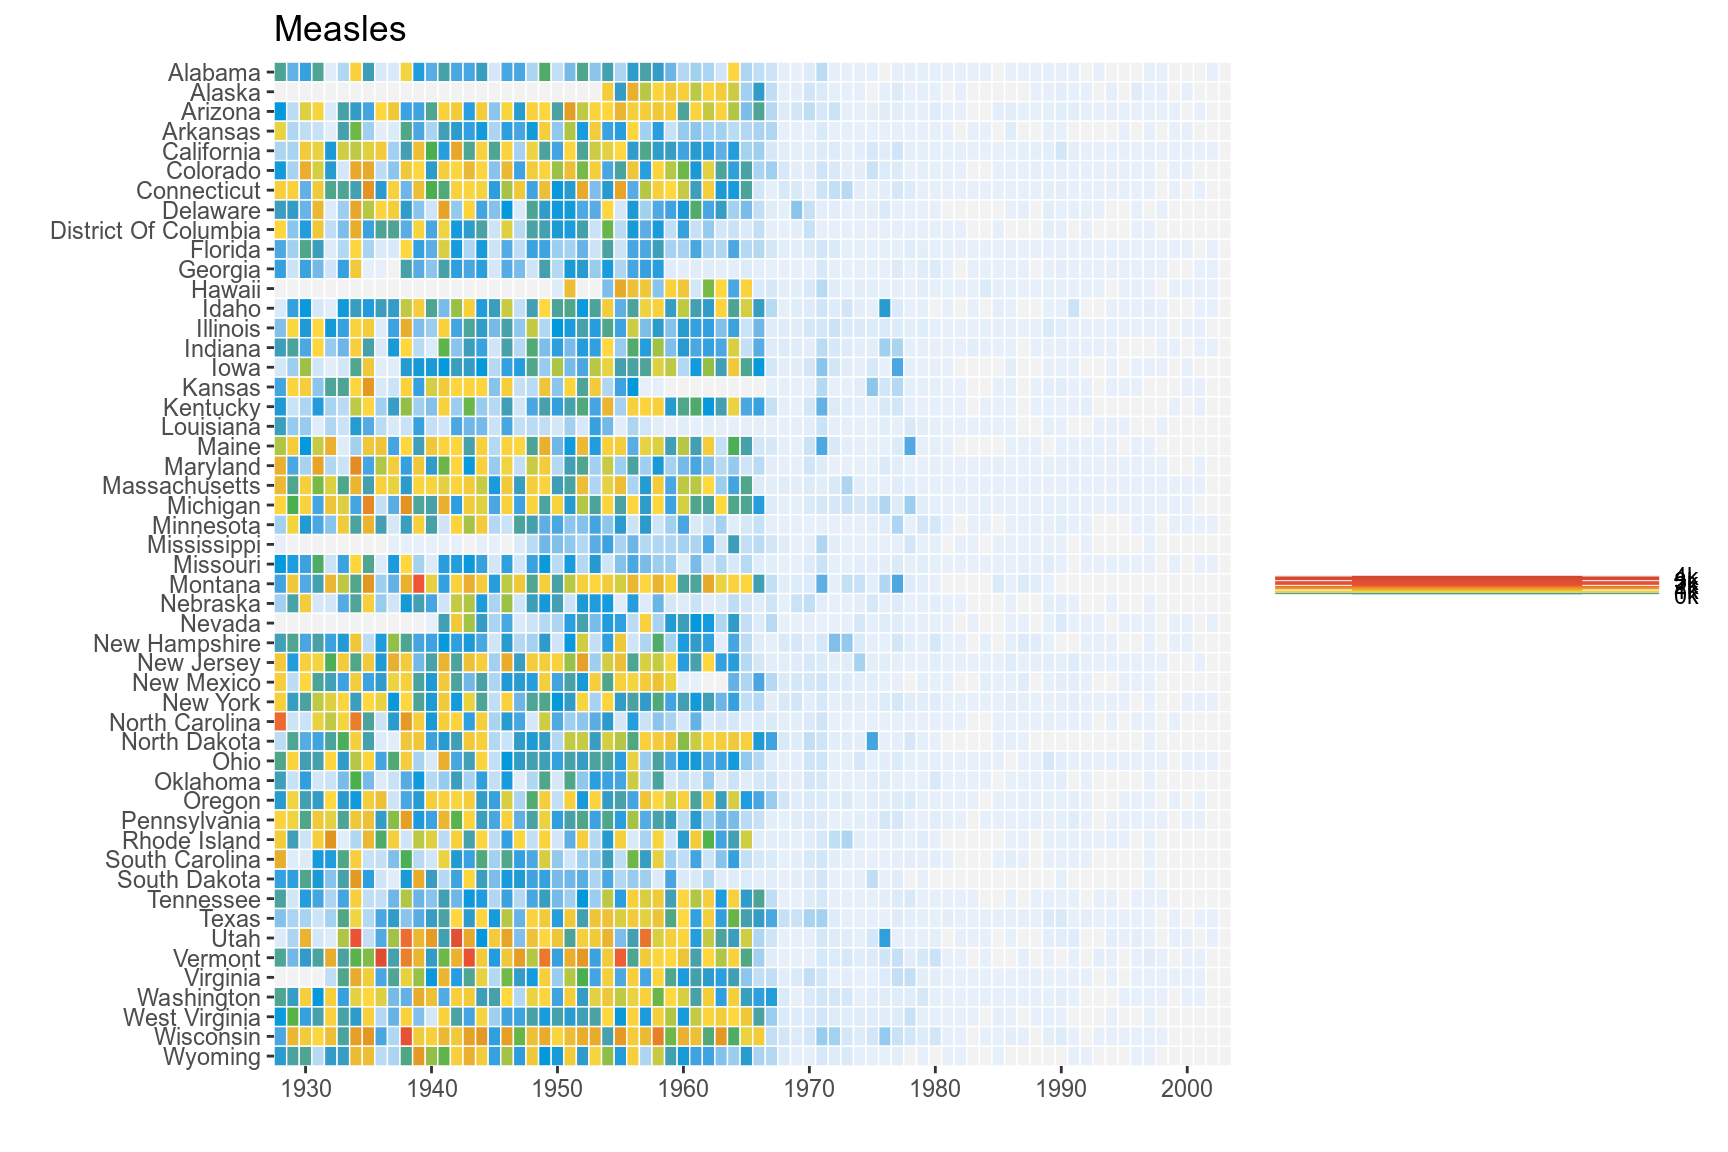 Measles
Alabama
Alaska
Arizona
Arkansas
California
Colorado
Connecticut
Delaware
District Of Columbia
Florida
Georgia
Hawaii
Idaho
Illinois
Indiana
Iowa
Kansas
Kentucky
Louisiana
Maine
Maryland
Massachusetts
Michigan
Minnesota
Mississippi
Missouri
Montana
Nebraska
Nevada
New Hampshire
New Jersey
New Mexico
New York
North Carolina
North Dakota
Ohio
Oklahoma
Oregon
Pennsylvania
Rhode Island
South Carolina
South Dakota
Tennessee
Texas
Utah
Vermont
Virginia
Washington
West Virginia
Wisconsin
Wyoming
1930 1940 1950 1960 1970 1980 1990 2000
4k
0k